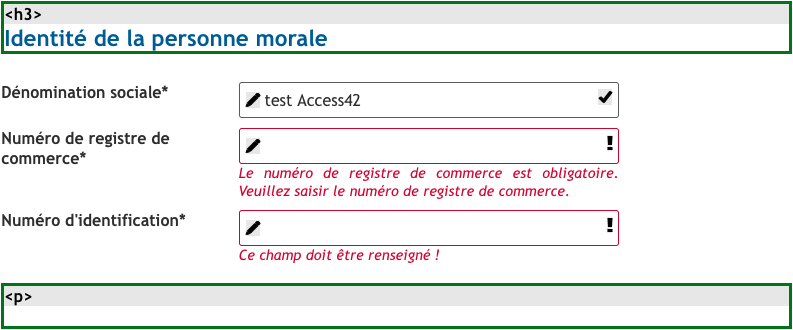 <h3>
Identité de la personne morale
Dénomination sociale*
test Access42
Numéro de registre de
commerce*
!
Le numéro de registre de commerce est obligatoire.
Veuillez saisir le numéro de registre de commerce.
Numéro d'identification*
!
Ce champ doit être renseigné !
<p>